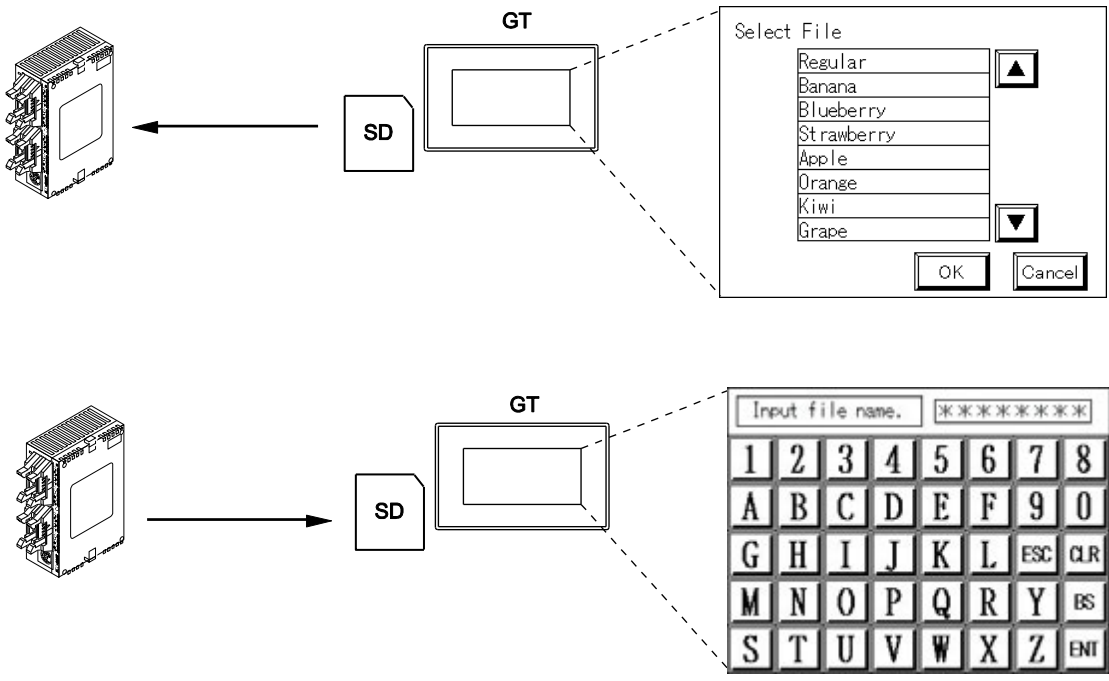 GT
SD
Select File
Regular
Banana
Blueberry
Strawberry
Apple
Orange
Kiwi
Grape
OK Cancel
GT
SD
Input file name. ********
1 2 3 4 5 6 7 8
A B C D E F 9 0
G H I J K L ESC CLR
M N O P Q R Y BS
S T U V W X Z ENT